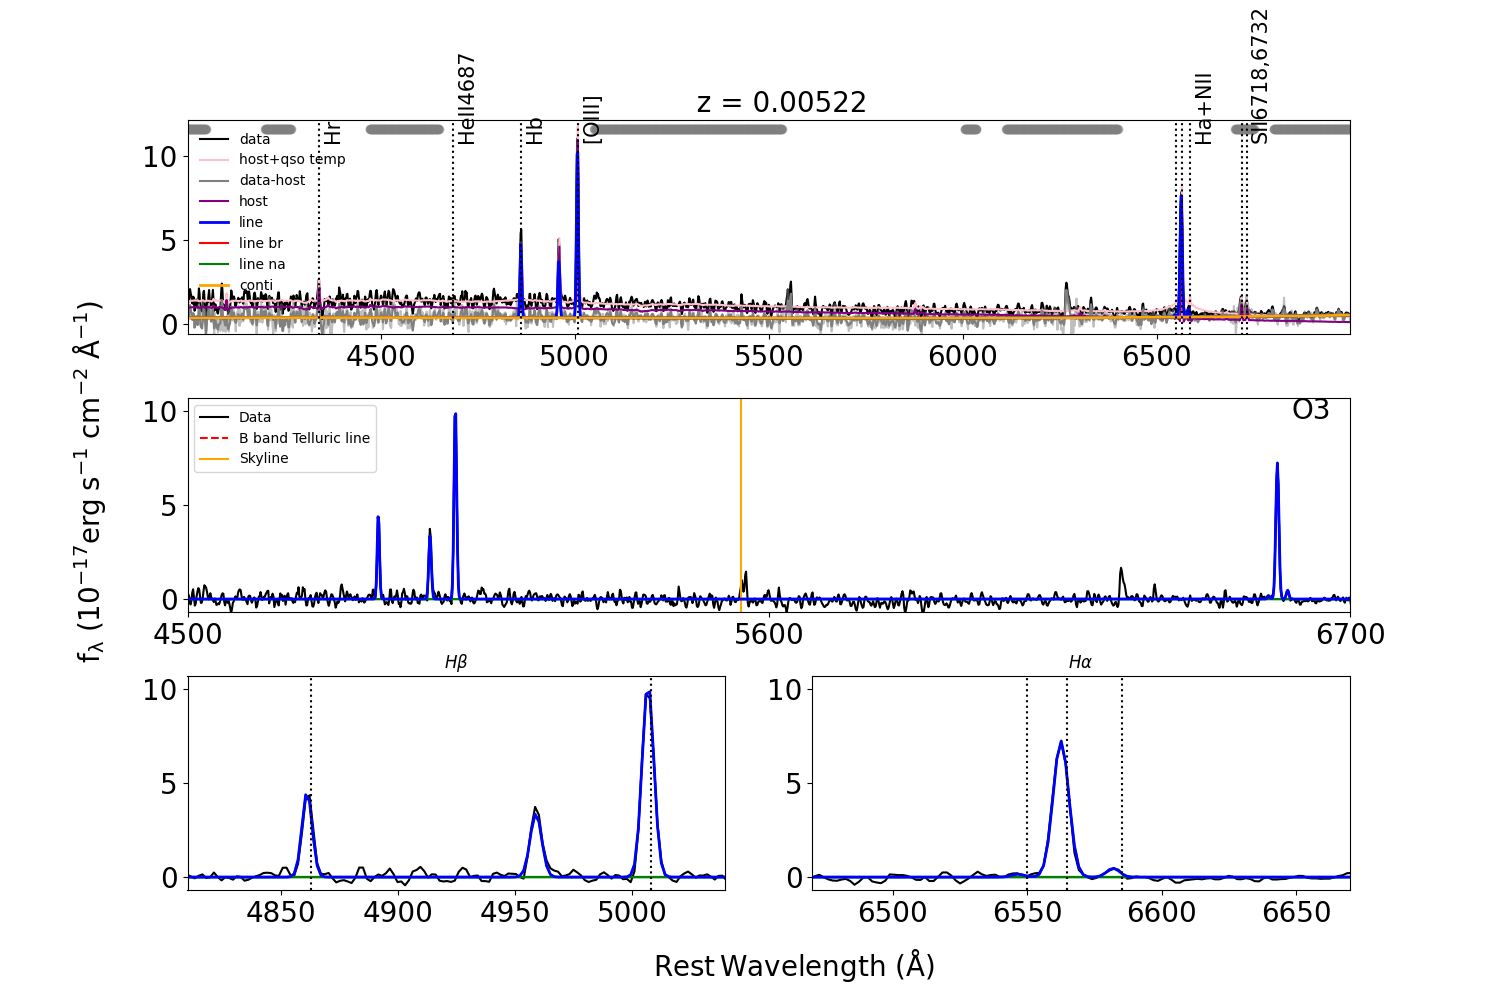 z = 0.00522
Hr
HeII4687
Hb
[OIII]
Ha+NII
SII6718,6732
data
host+qso temp
data-host
host
line
line br
line na
conti
10
5
0
4500 5000 5500 6000 6500
O3
Data
B band Telluric line
Skyline
10
5
0
4500 5600 6700
Hβ
10
5
0
4850 4900 4950 5000
Hα
10
5
0
6500 6550 6600 6650
fλ (10⁻¹⁷erg s⁻¹ cm⁻² Å⁻¹)
Rest Wavelength (Å)